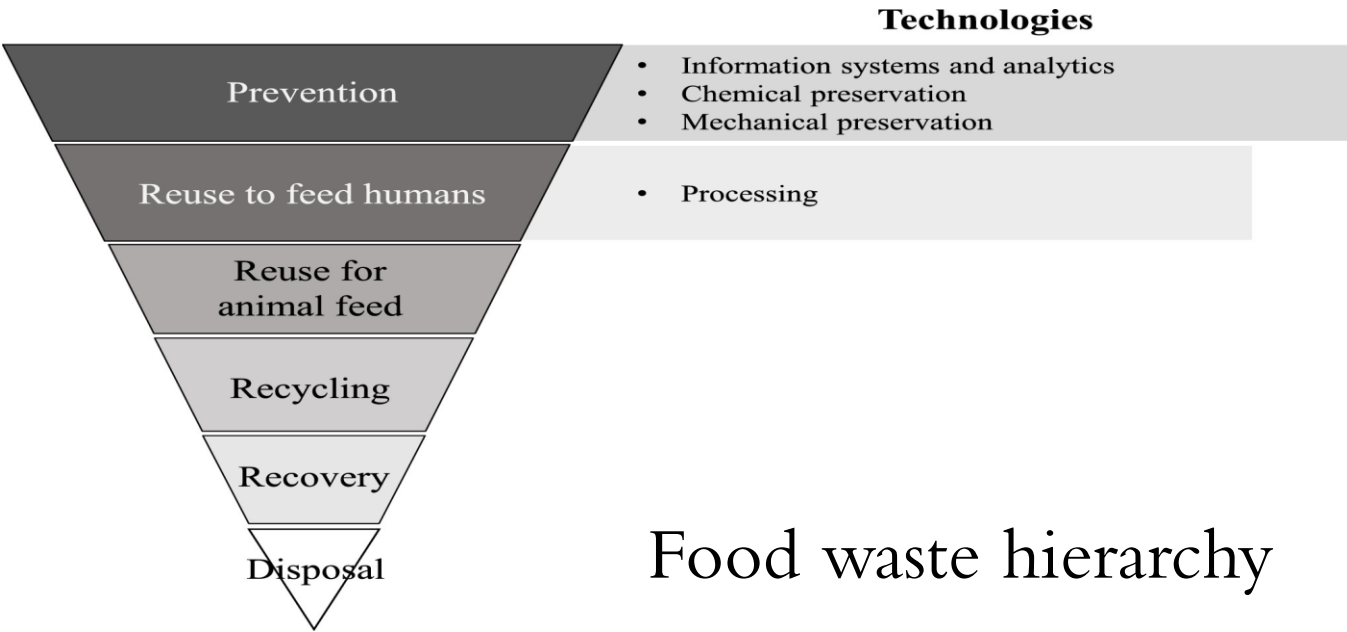 Technologies
Prevention
• Information systems and analytics
• Chemical preservation
• Mechanical preservation
Reuse to feed humans
• Processing
Reuse for
animal feed
Recycling
Recovery
Disposal
Food waste hierarchy